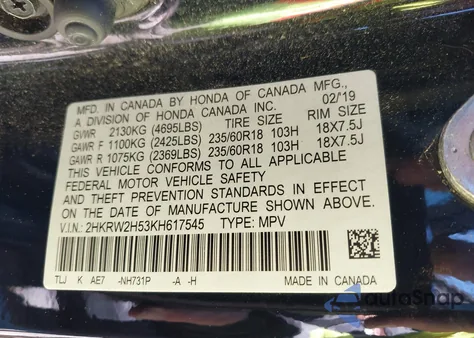 MFD. IN CANADA BY HONDA OF CANADA MFG., 02/'19
A DIVISION OF HONDA CANADA INC.
GVWR 2130KG (4695LBS) TIRE SIZE RIM SIZE
GAWR F 1100KG (2425LBS) 235/60R18 103H 18X7.5J
GAWR R 1075KG (2369LBS) 235/60R18 103H 18X7.5J
THIS VEHICLE CONFORMS TO ALL APPLICABLE
FEDERAL MOTOR VEHICLE SAFETY
AND THEFT PREVENTION STANDARDS IN EFFECT
ON THE DATE OF MANUFACTURE SHOWN ABOVE.
V.I.N.: 2HKRW2H53KH617545 TYPE: MPV
TLJ K AE7 -NH731P -A -H MADE IN CANADA
AutoSnap